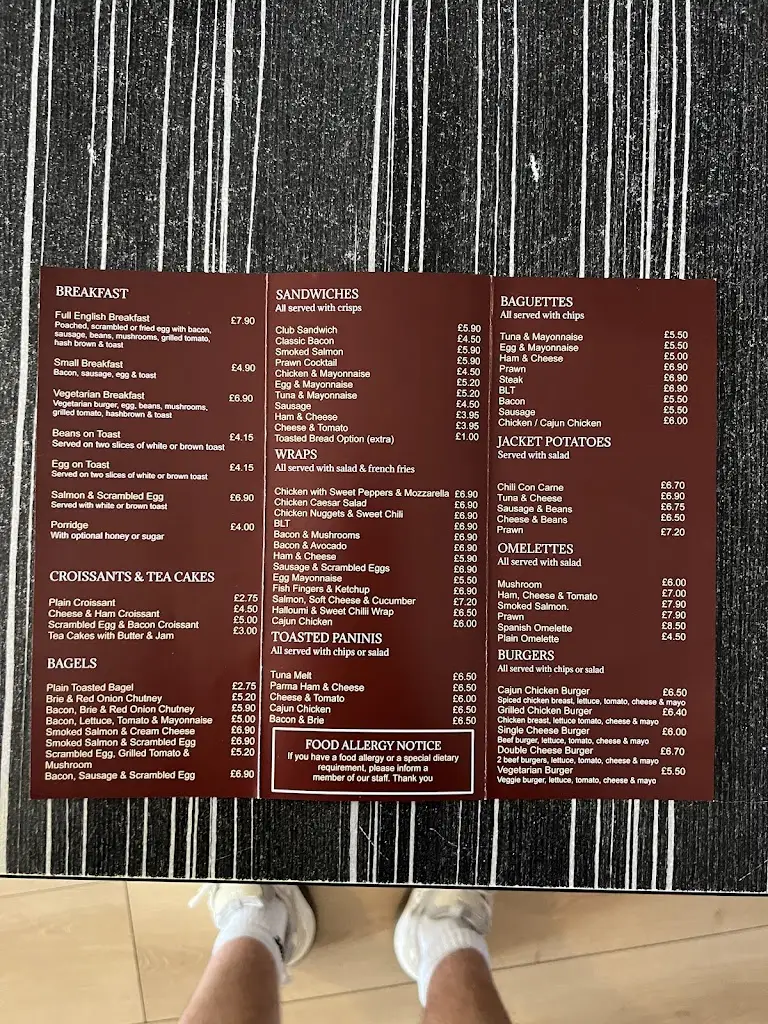 BREAKFAST
Full English Breakfast £7.90
Poached, scrambled or fried egg with bacon,
sausage, beans, mushrooms, grilled tomato,
hash brown & toast
Small Breakfast £4.90
Bacon, sausage, egg & toast
Vegetarian Breakfast £6.90
Vegetarian burger, egg, beans, mushrooms,
grilled tomato, hashbrown & toast
Beans on Toast £4.15
Served on two slices of white or brown toast
Egg on Toast £4.15
Served on two slices of white or brown toast
Salmon & Scrambled Egg £6.90
Served with white or brown toast
Porridge £4.00
With optional honey or sugar
CROISSANTS & TEA CAKES
Plain Croissant £2.75
Cheese & Ham Croissant £4.50
Scrambled Egg & Bacon Croissant £5.00
Tea Cakes with Butter & Jam £3.00
BAGELS
Plain Toasted Bagel £2.75
Brie & Red Onion Chutney £5.20
Bacon, Brie & Red Onion Chutney £5.90
Bacon, Lettuce, Tomato & Mayonnaise £5.00
Smoked Salmon & Cream Cheese £6.90
Smoked Salmon & Scrambled Egg £6.90
Scrambled Egg, Grilled Tomato & £5.20
Mushroom
Bacon, Sausage & Scrambled Egg £6.90
SANDWICHES
All served with crisps
Club Sandwich £5.90
Classic Bacon £4.50
Smoked Salmon £5.90
Prawn Cocktail £5.90
Chicken & Mayonnaise £4.50
Egg & Mayonnaise £5.20
Tuna & Mayonnaise £5.20
Sausage £4.50
Ham & Cheese £3.95
Cheese & Tomato £3.95
Toasted Bread Option (extra) £1.00
WRAPS
All served with salad & french fries
Chicken with Sweet Peppers & Mozzarella £6.90
Chicken Caesar Salad £6.90
Chicken Nuggets & Sweet Chili £6.90
BLT £6.90
Bacon & Mushrooms £6.90
Bacon & Avocado £6.90
Ham & Cheese £5.90
Sausage & Scrambled Eggs £6.90
Egg Mayonnaise £5.50
Fish Fingers & Ketchup £6.90
Salmon, Soft Cheese & Cucumber £7.20
Halloumi & Sweet Chilli Wrap £6.50
Cajun Chicken £6.00
TOASTED PANINIS
All served with chips or salad
Tuna Melt £6.50
Parma Ham & Cheese £6.50
Cheese & Tomato £6.00
Cajun Chicken £6.50
Bacon & Brie £6.50
FOOD ALLERGY NOTICE
If you have a food allergy or a special dietary
requirement, please inform a
member of our staff. Thank you
BAGUETTES
All served with chips
Tuna & Mayonnaise £5.50
Egg & Mayonnaise £5.50
Ham & Cheese £5.00
Prawn £6.90
Steak £6.90
BLT £6.90
Bacon £5.50
Sausage £5.50
Chicken / Cajun Chicken £6.00
JACKET POTATOES
Served with salad
Chili Con Carne £6.70
Tuna & Cheese £6.90
Sausage & Beans £6.75
Cheese & Beans £6.50
Prawn £7.20
OMELETTES
All served with salad
Mushroom £6.00
Ham, Cheese & Tomato £7.00
Smoked Salmon. £7.90
Prawn £7.90
Spanish Omelette £8.50
Plain Omelette £4.50
BURGERS
All served with chips or salad
Cajun Chicken Burger £6.50
Spiced chicken breast, lettuce, tomato, cheese & mayo
Grilled Chicken Burger £6.40
Chicken breast, lettuce tomato, cheese & mayo
Single Cheese Burger £6.00
Beef burger, lettuce, tomato, cheese & mayo
Double Cheese Burger £6.70
2 beef burgers, lettuce, tomato, cheese & mayo
Vegetarian Burger £5.50
Veggie burger, lettuce, tomato, cheese & mayo